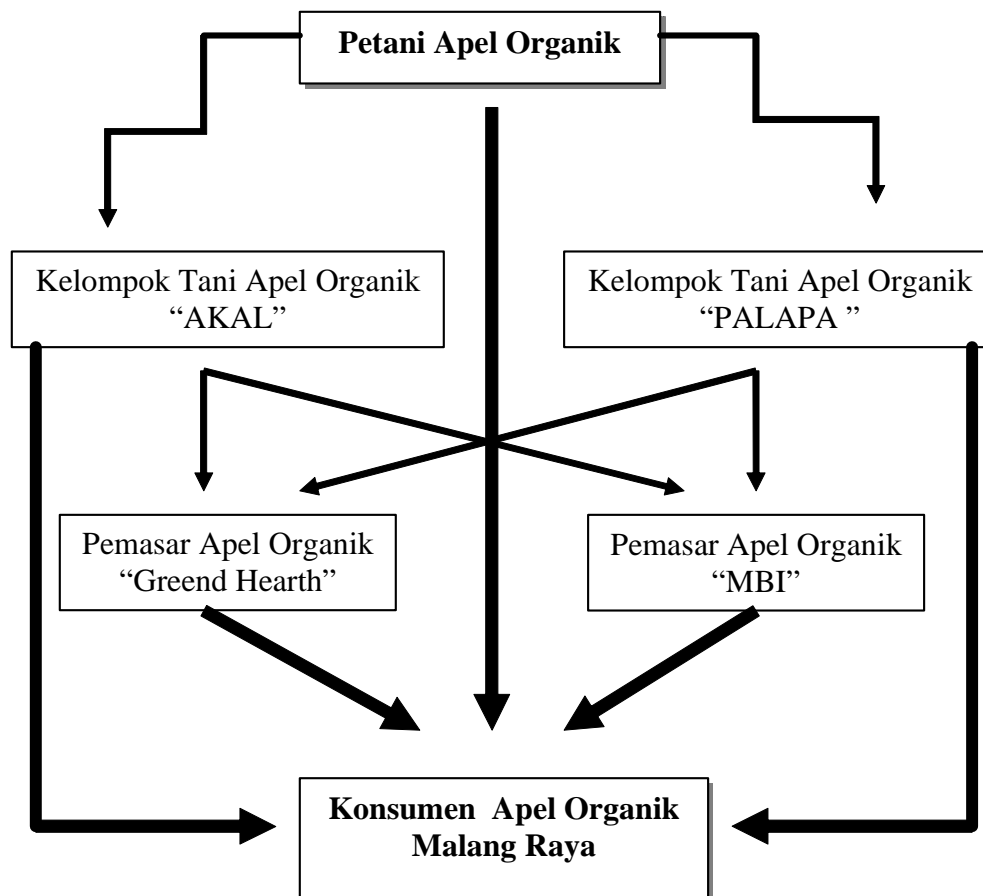 Petani Apel Organik
Kelompok Tani Apel Organik
“AKAL”
Kelompok Tani Apel Organik
“PALAPA ”
Pemasar Apel Organik
“Greend Hearth”
Pemasar Apel Organik
“MBI”
Konsumen  Apel Organik
Malang Raya